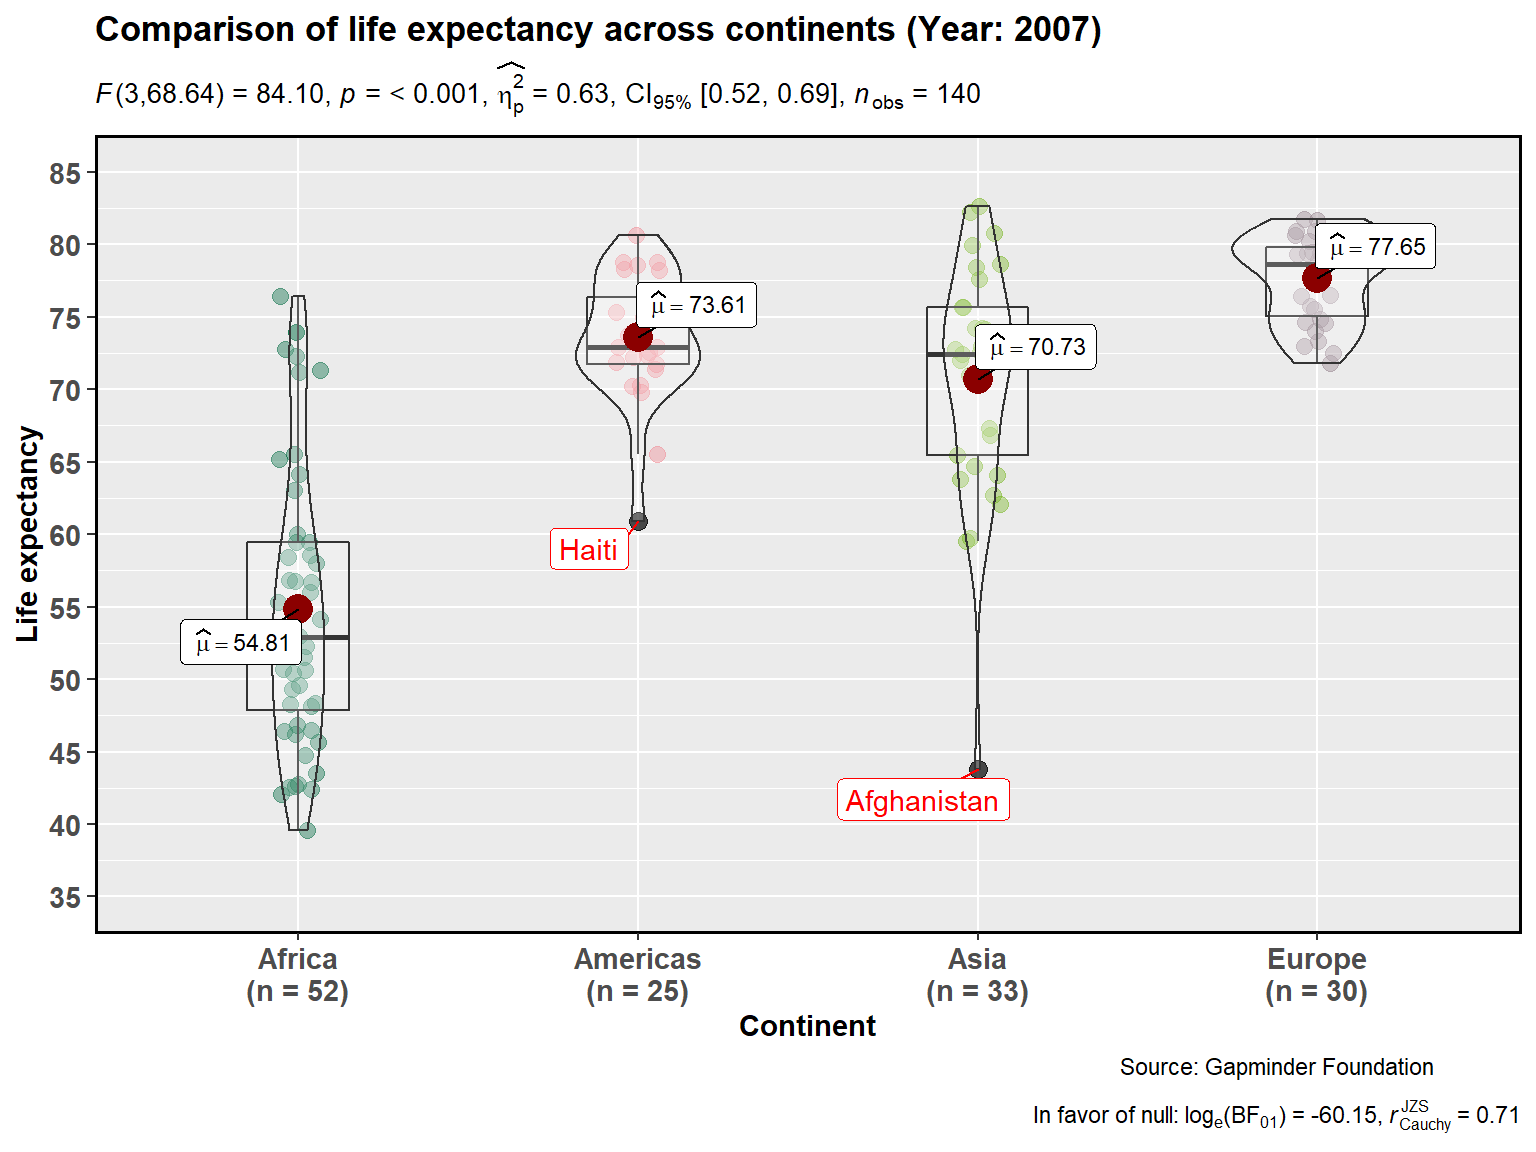 Comparison of life expectancy across continents (Year: 2007)
F(3,68.64) = 84.10, p = < 0.001, η̂²ₚ = 0.63, CI95% [0.52, 0.69], nobs = 140
Life expectancy
85
80
75
70
65
60
55
50
45
40
35
μ̂ = 54.81
μ̂ = 73.61
μ̂ = 70.73
μ̂ = 77.65
Haiti
Afghanistan
Africa
(n = 52)
Americas
(n = 25)
Asia
(n = 33)
Europe
(n = 30)
Continent
Source: Gapminder Foundation
In favor of null: logₑ(BF₀₁) = -60.15, r JZS Cauchy = 0.71